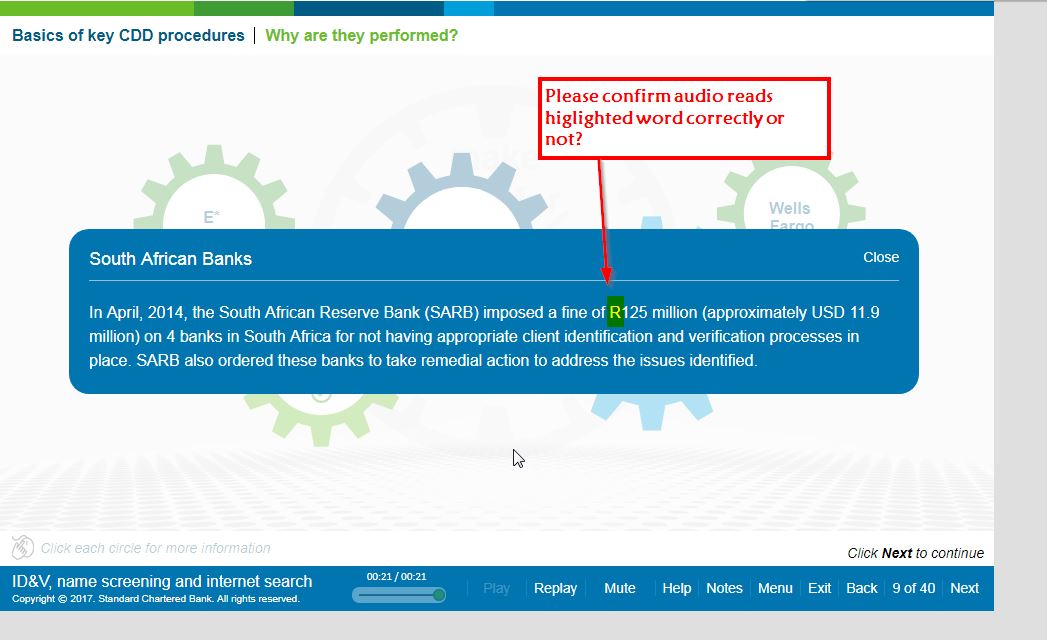 Basics of key CDD procedures | Why are they performed?
Please confirm audio reads
higlighted word correctly or
not?
E*
Wells
Fargo
South African Banks
Close
In April, 2014, the South African Reserve Bank (SARB) imposed a fine of R125 million (approximately USD 11.9
million) on 4 banks in South Africa for not having appropriate client identification and verification processes in
place. SARB also ordered these banks to take remedial action to address the issues identified.
Click each circle for more information
Click Next to continue
ID&V, name screening and internet search
Copyright © 2017. Standard Chartered Bank. All rights reserved.
00:21 / 00:21
Play Replay Mute Help Notes Menu Exit Back 9 of 40 Next